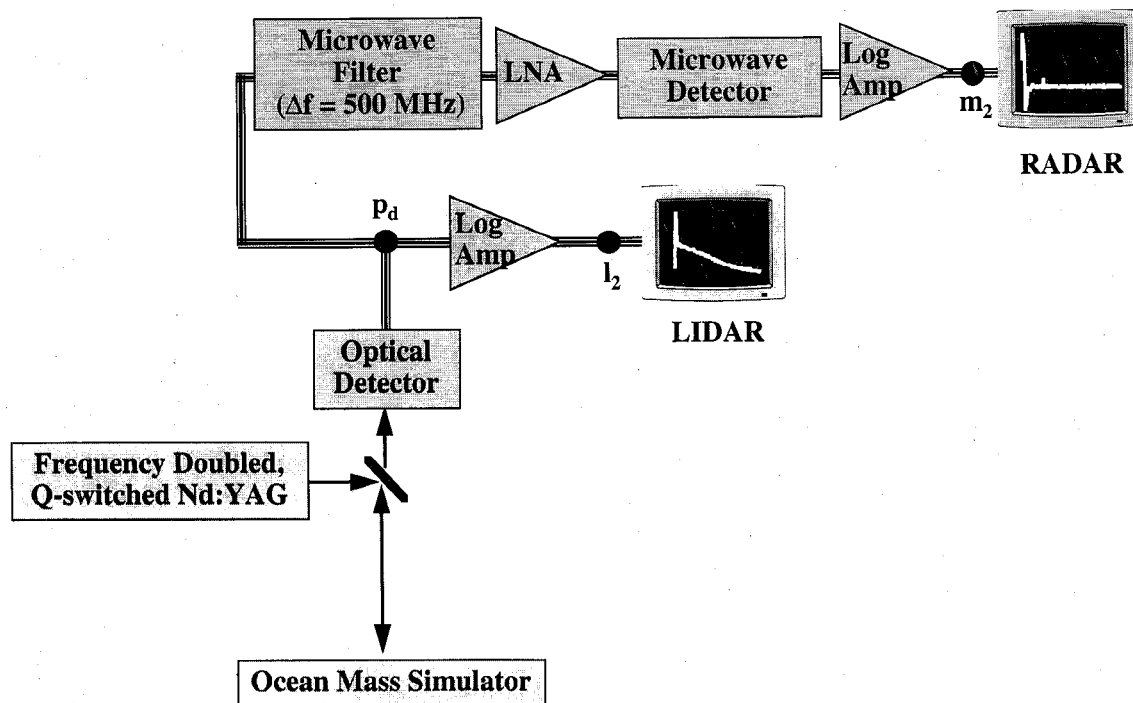 Microwave
Filter
(Δf = 500 MHz)
LNA
Microwave
Detector
Log
Amp
m2
RADAR
pd
Log
Amp
l2
LIDAR
Optical
Detector
Frequency Doubled,
Q-switched Nd:YAG
Ocean Mass Simulator